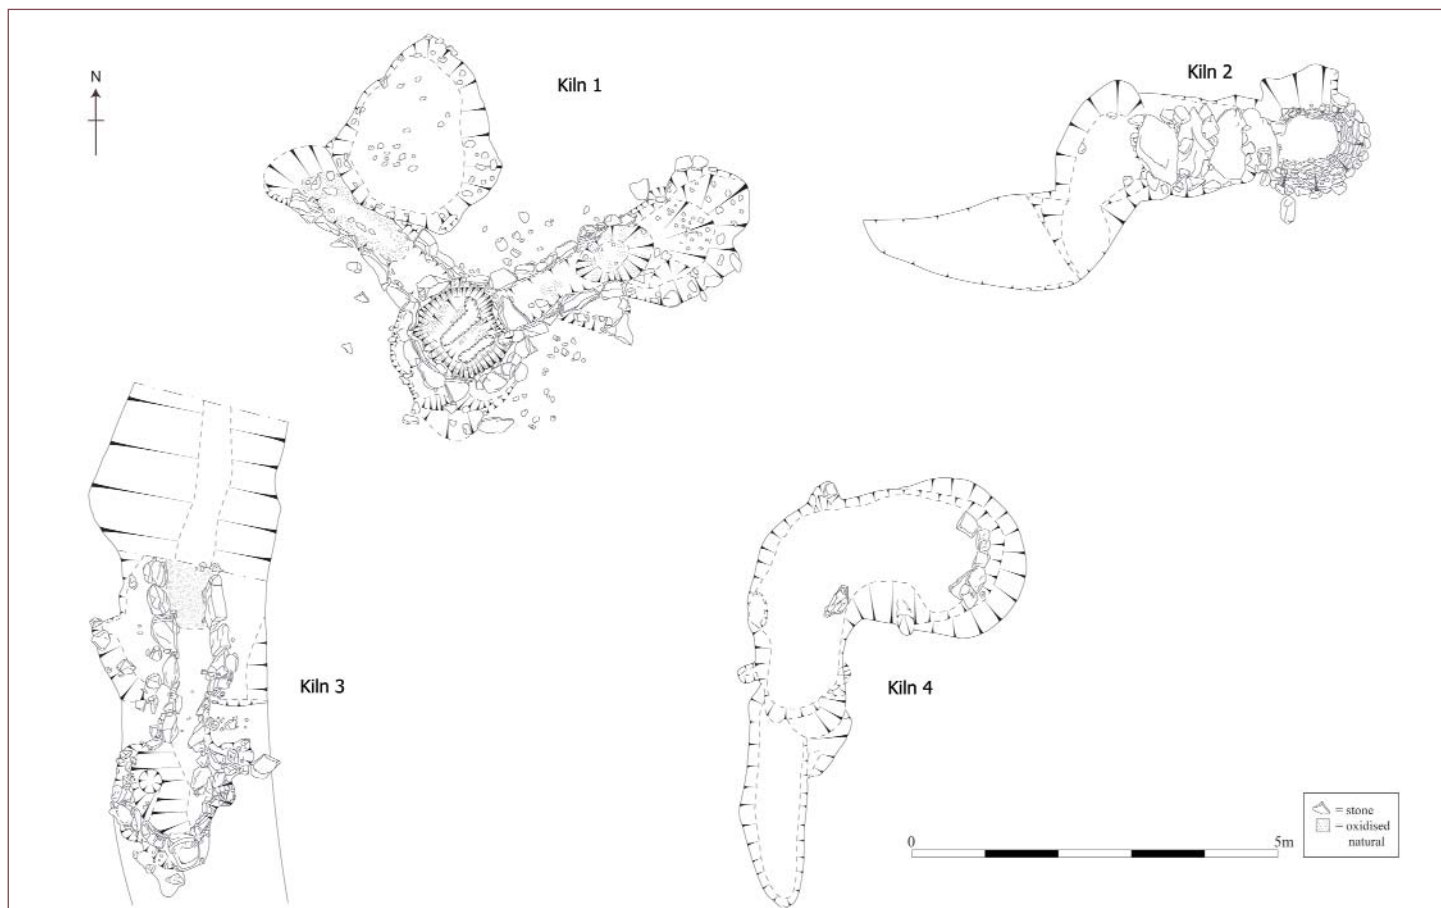 N
Kiln 1
Kiln 2
Kiln 3
Kiln 4
0
5m
= stone
= oxidised
natural